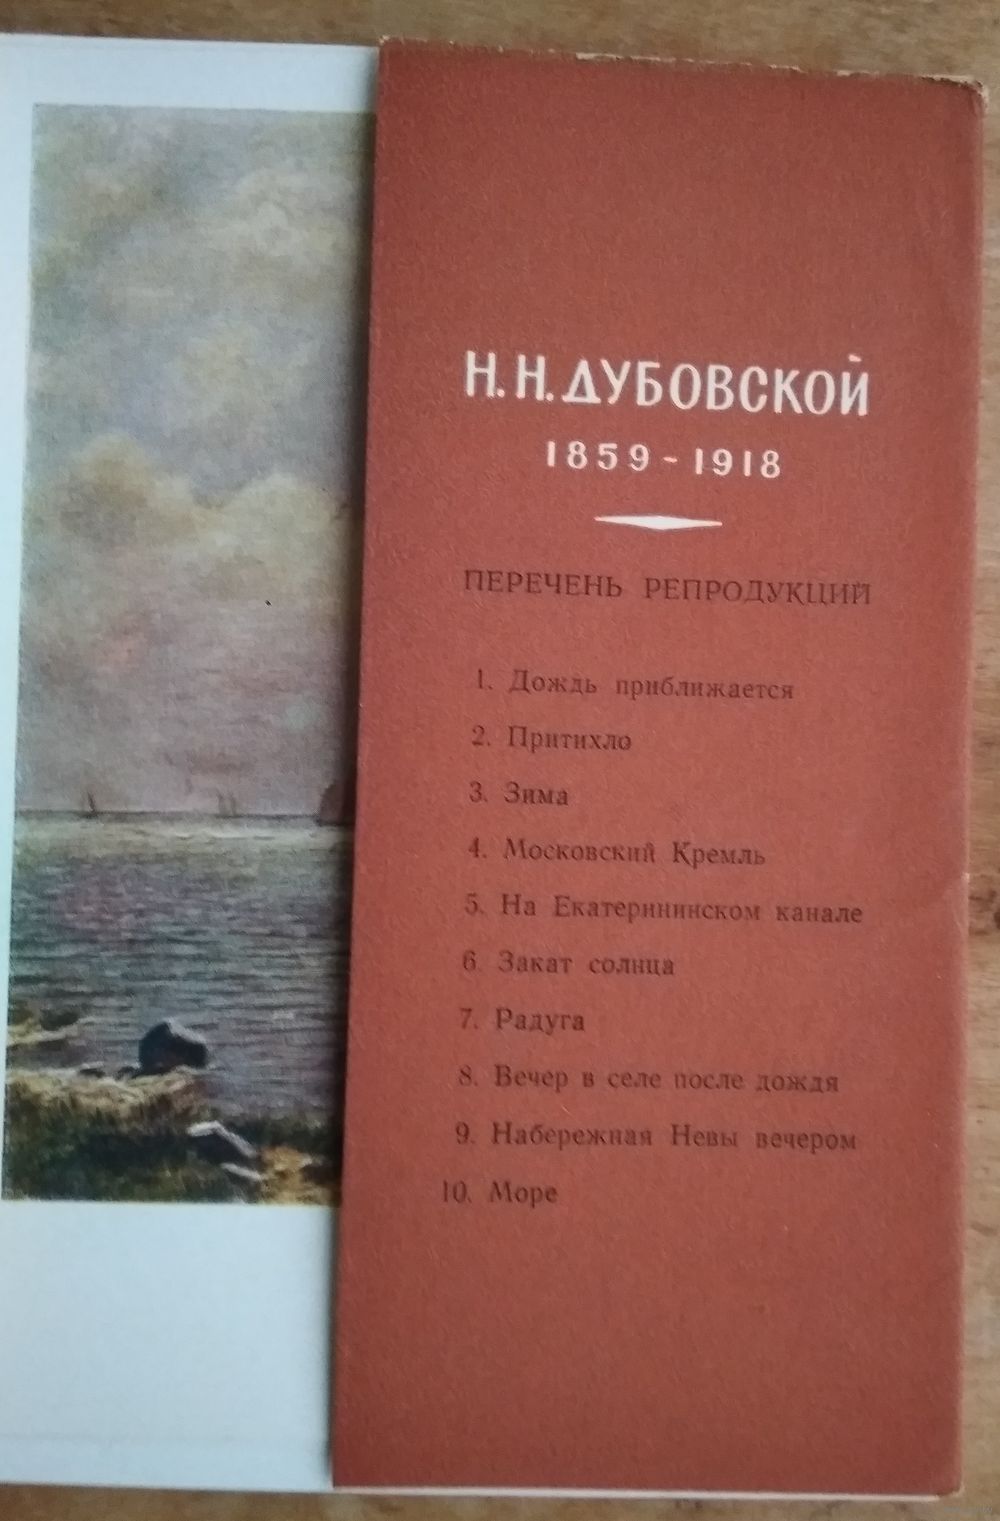 Н. Н. ДУБОВСКОЙ
1859 - 1918
ПЕРЕЧЕНЬ РЕПРОДУКЦИЙ
1. Дождь приближается
2. Притихло
3. Зима
4. Московский Кремль
5. На Екатерининском канале
6. Закат солнца
7. Радуга
8. Вечер в селе после дождя
9. Набережная Невы вечером
10. Море